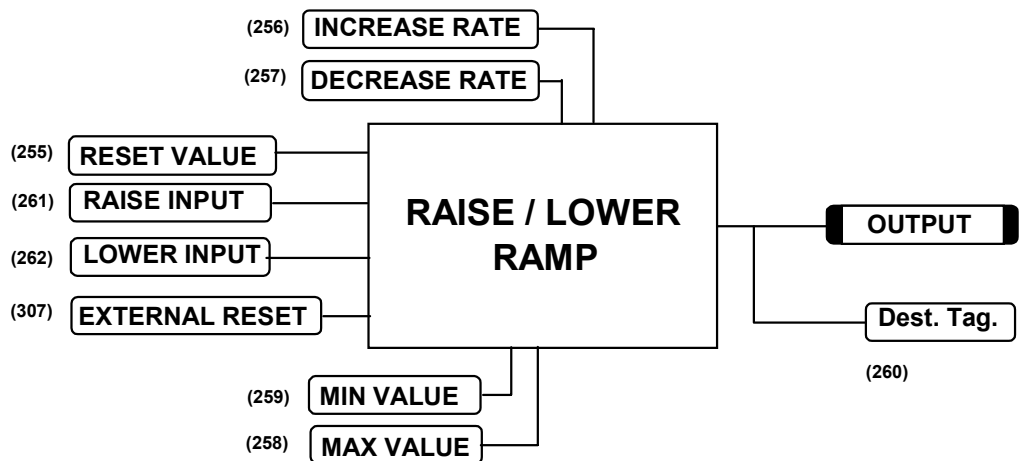 (256) INCREASE RATE
(257) DECREASE RATE
(255) RESET VALUE
(261) RAISE INPUT
(262) LOWER INPUT
(307) EXTERNAL RESET
RAISE / LOWER
RAMP
OUTPUT
Dest. Tag.
(260)
(259) MIN VALUE
(258) MAX VALUE